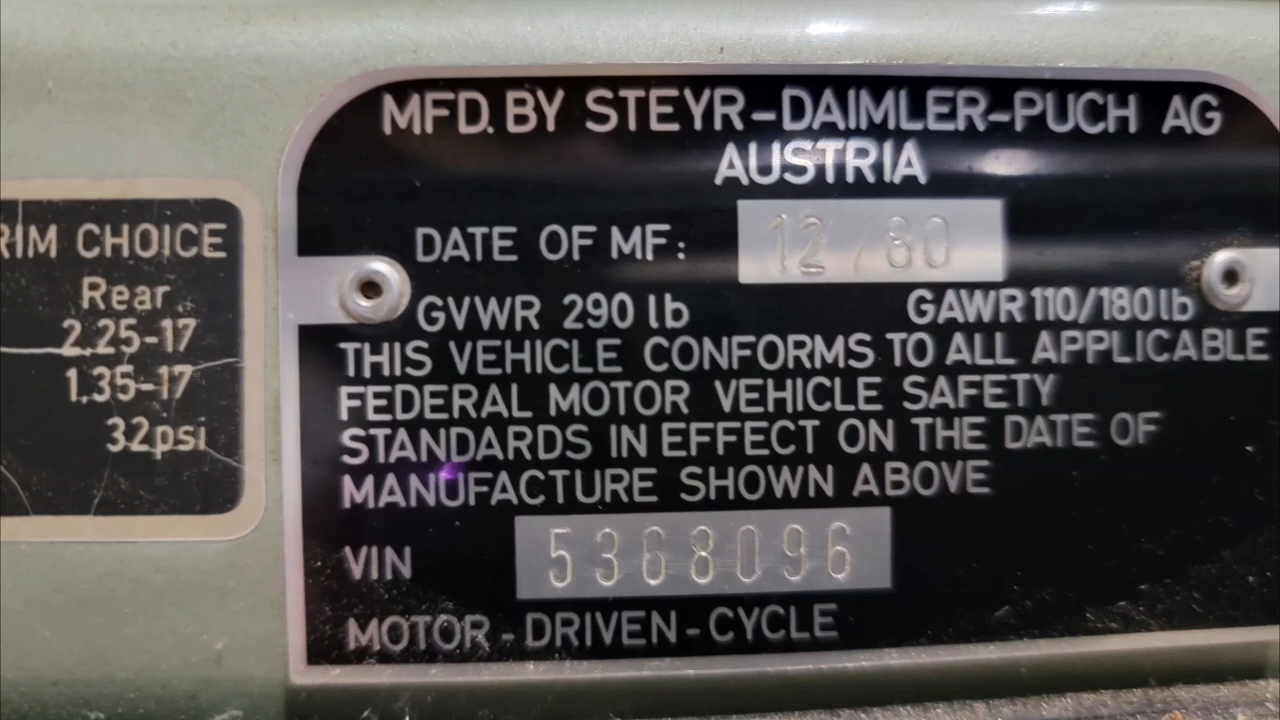 RIM CHOICE
Rear
2.25-17
1.35-17
32psi
MFD. BY STEYR-DAIMLER-PUCH AG
AUSTRIA
DATE OF MF: 12/80
GVWR 290 lb GAWR 110/180 lb
THIS VEHICLE CONFORMS TO ALL APPLICABLE
FEDERAL MOTOR VEHICLE SAFETY
STANDARDS IN EFFECT ON THE DATE OF
MANUFACTURE SHOWN ABOVE
VIN 5368096
MOTOR-DRIVEN-CYCLE